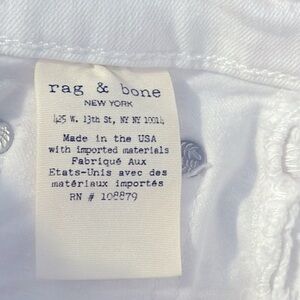 rag & bone
NEW YORK
425 W. 13th St, NY NY 10014
Made in the USA
with imported materials
Fabriqué Aux
Etats-Unis avec des
matériaux importés
RN # 108879